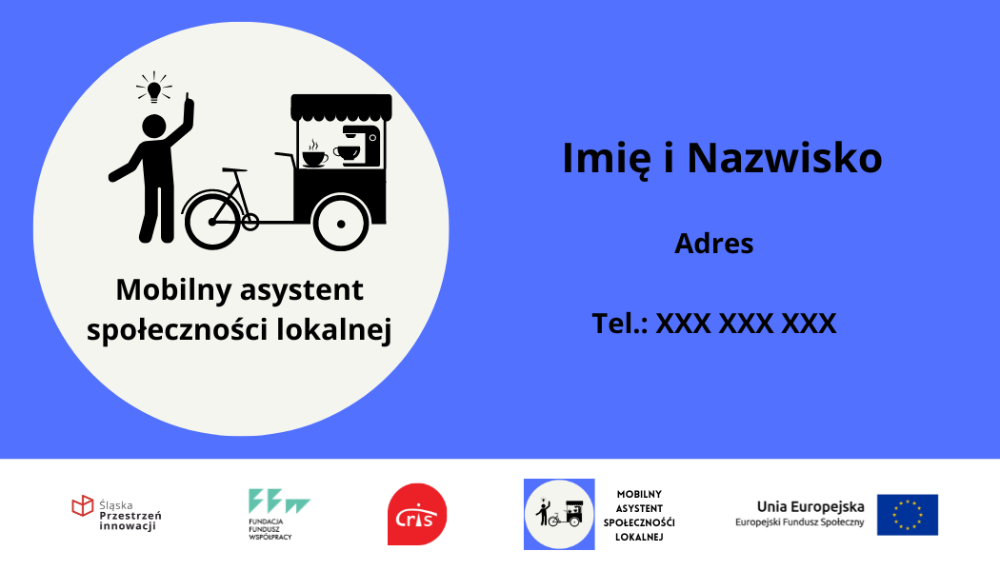 Mobilny asystent
społeczności lokalnej
Imię i Nazwisko
Adres
Tel.: XXX XXX XXX
Śląska
Przestrzeń
innowacji
FUNDACJA
FUNDUSZ
WSPÓŁPRACY
Cris
MOBILNY
ASYSTENT
SPOŁECZNOŚĆI
LOKALNEJ
Unia Europejska
Europejski Fundusz Społeczny